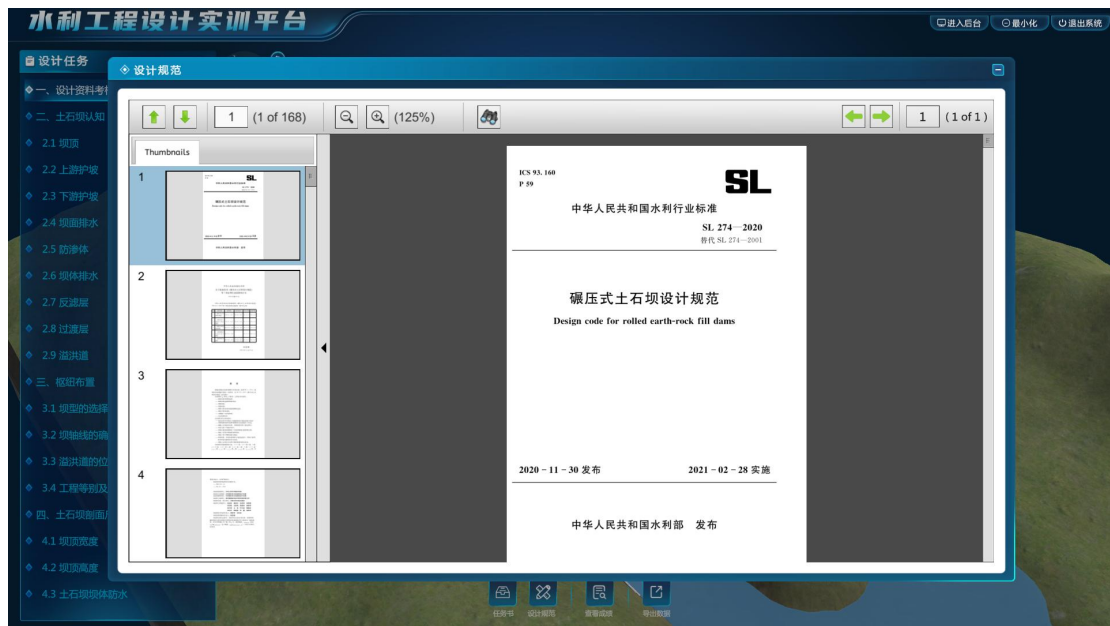 水利工程设计实训平台
进入后台
最小化
退出系统
设计任务
一、设计资料考
二、土石坝认知
2.1 坝顶
2.2 上游护坡
2.3 下游护坡
2.4 坝面排水
2.5 防渗体
2.6 坝体排水
2.7 反滤层
2.8 过渡层
2.9 溢洪道
三、枢纽布置
3.1 坝型的选择
3.2 坝轴线的确
3.3 溢洪道的位
3.4 工程等别及
四、土石坝剖面
4.1 坝顶宽度
4.2 坝顶高度
4.3 土石坝坝体防水
设计规范
1 (1 of 168)
(125%)
1 (1 of 1)
Thumbnails
1
2
3
4
ICS 93.160
P 59
SL
中华人民共和国水利行业标准
SL 274—2020
替代 SL 274—2001
碾压式土石坝设计规范
Design code for rolled earth-rock fill dams
2020-11-30 发布
2021-02-28 实施
中华人民共和国水利部 发布
任务书
设计规范
查看成绩
导出数据